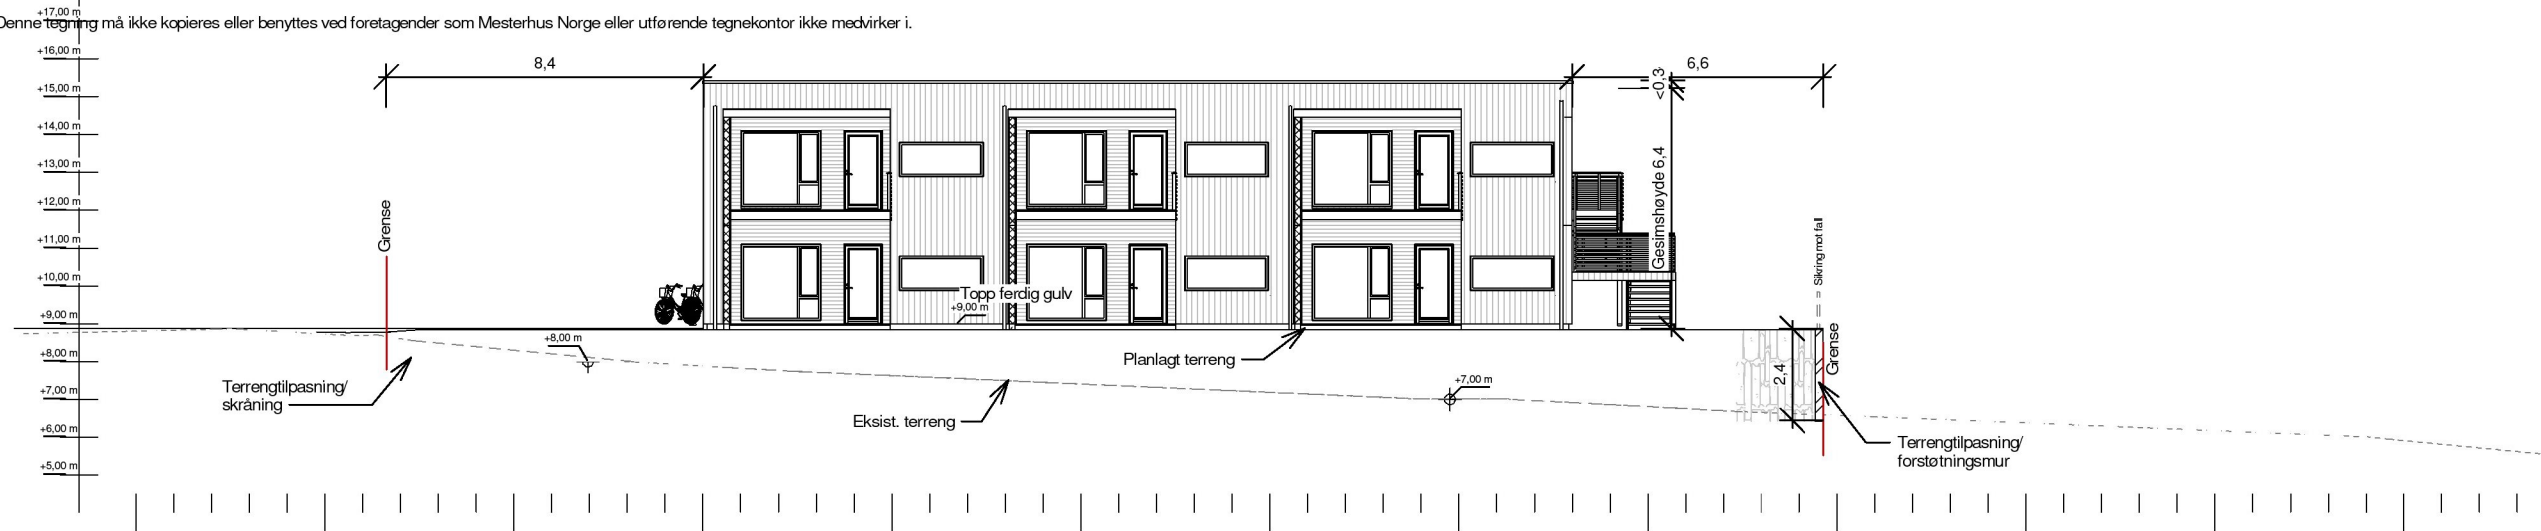 +17,00 m
Denne tegning må ikke kopieres eller benyttes ved foretagender som Mesterhus Norge eller utførende tegnekontor ikke medvirker i.
+16,00 m
8,4
<0,3
6,6
+15,00 m
+14,00 m
+13,00 m
+12,00 m
Grense
Gesimshøyde 6,4
+11,00 m
Sikring mot fall
+10,00 m
Topp ferdig gulv
+9,00 m
+9,00 m
+8,00 m
+8,00 m
Planlagt terreng
Grense
2,4
+7,00 m
+7,00 m
Terrengtilpasning/
skråning
Eksist. terreng
+6,00 m
Terrengtilpasning/
forstøtningsmur
+5,00 m